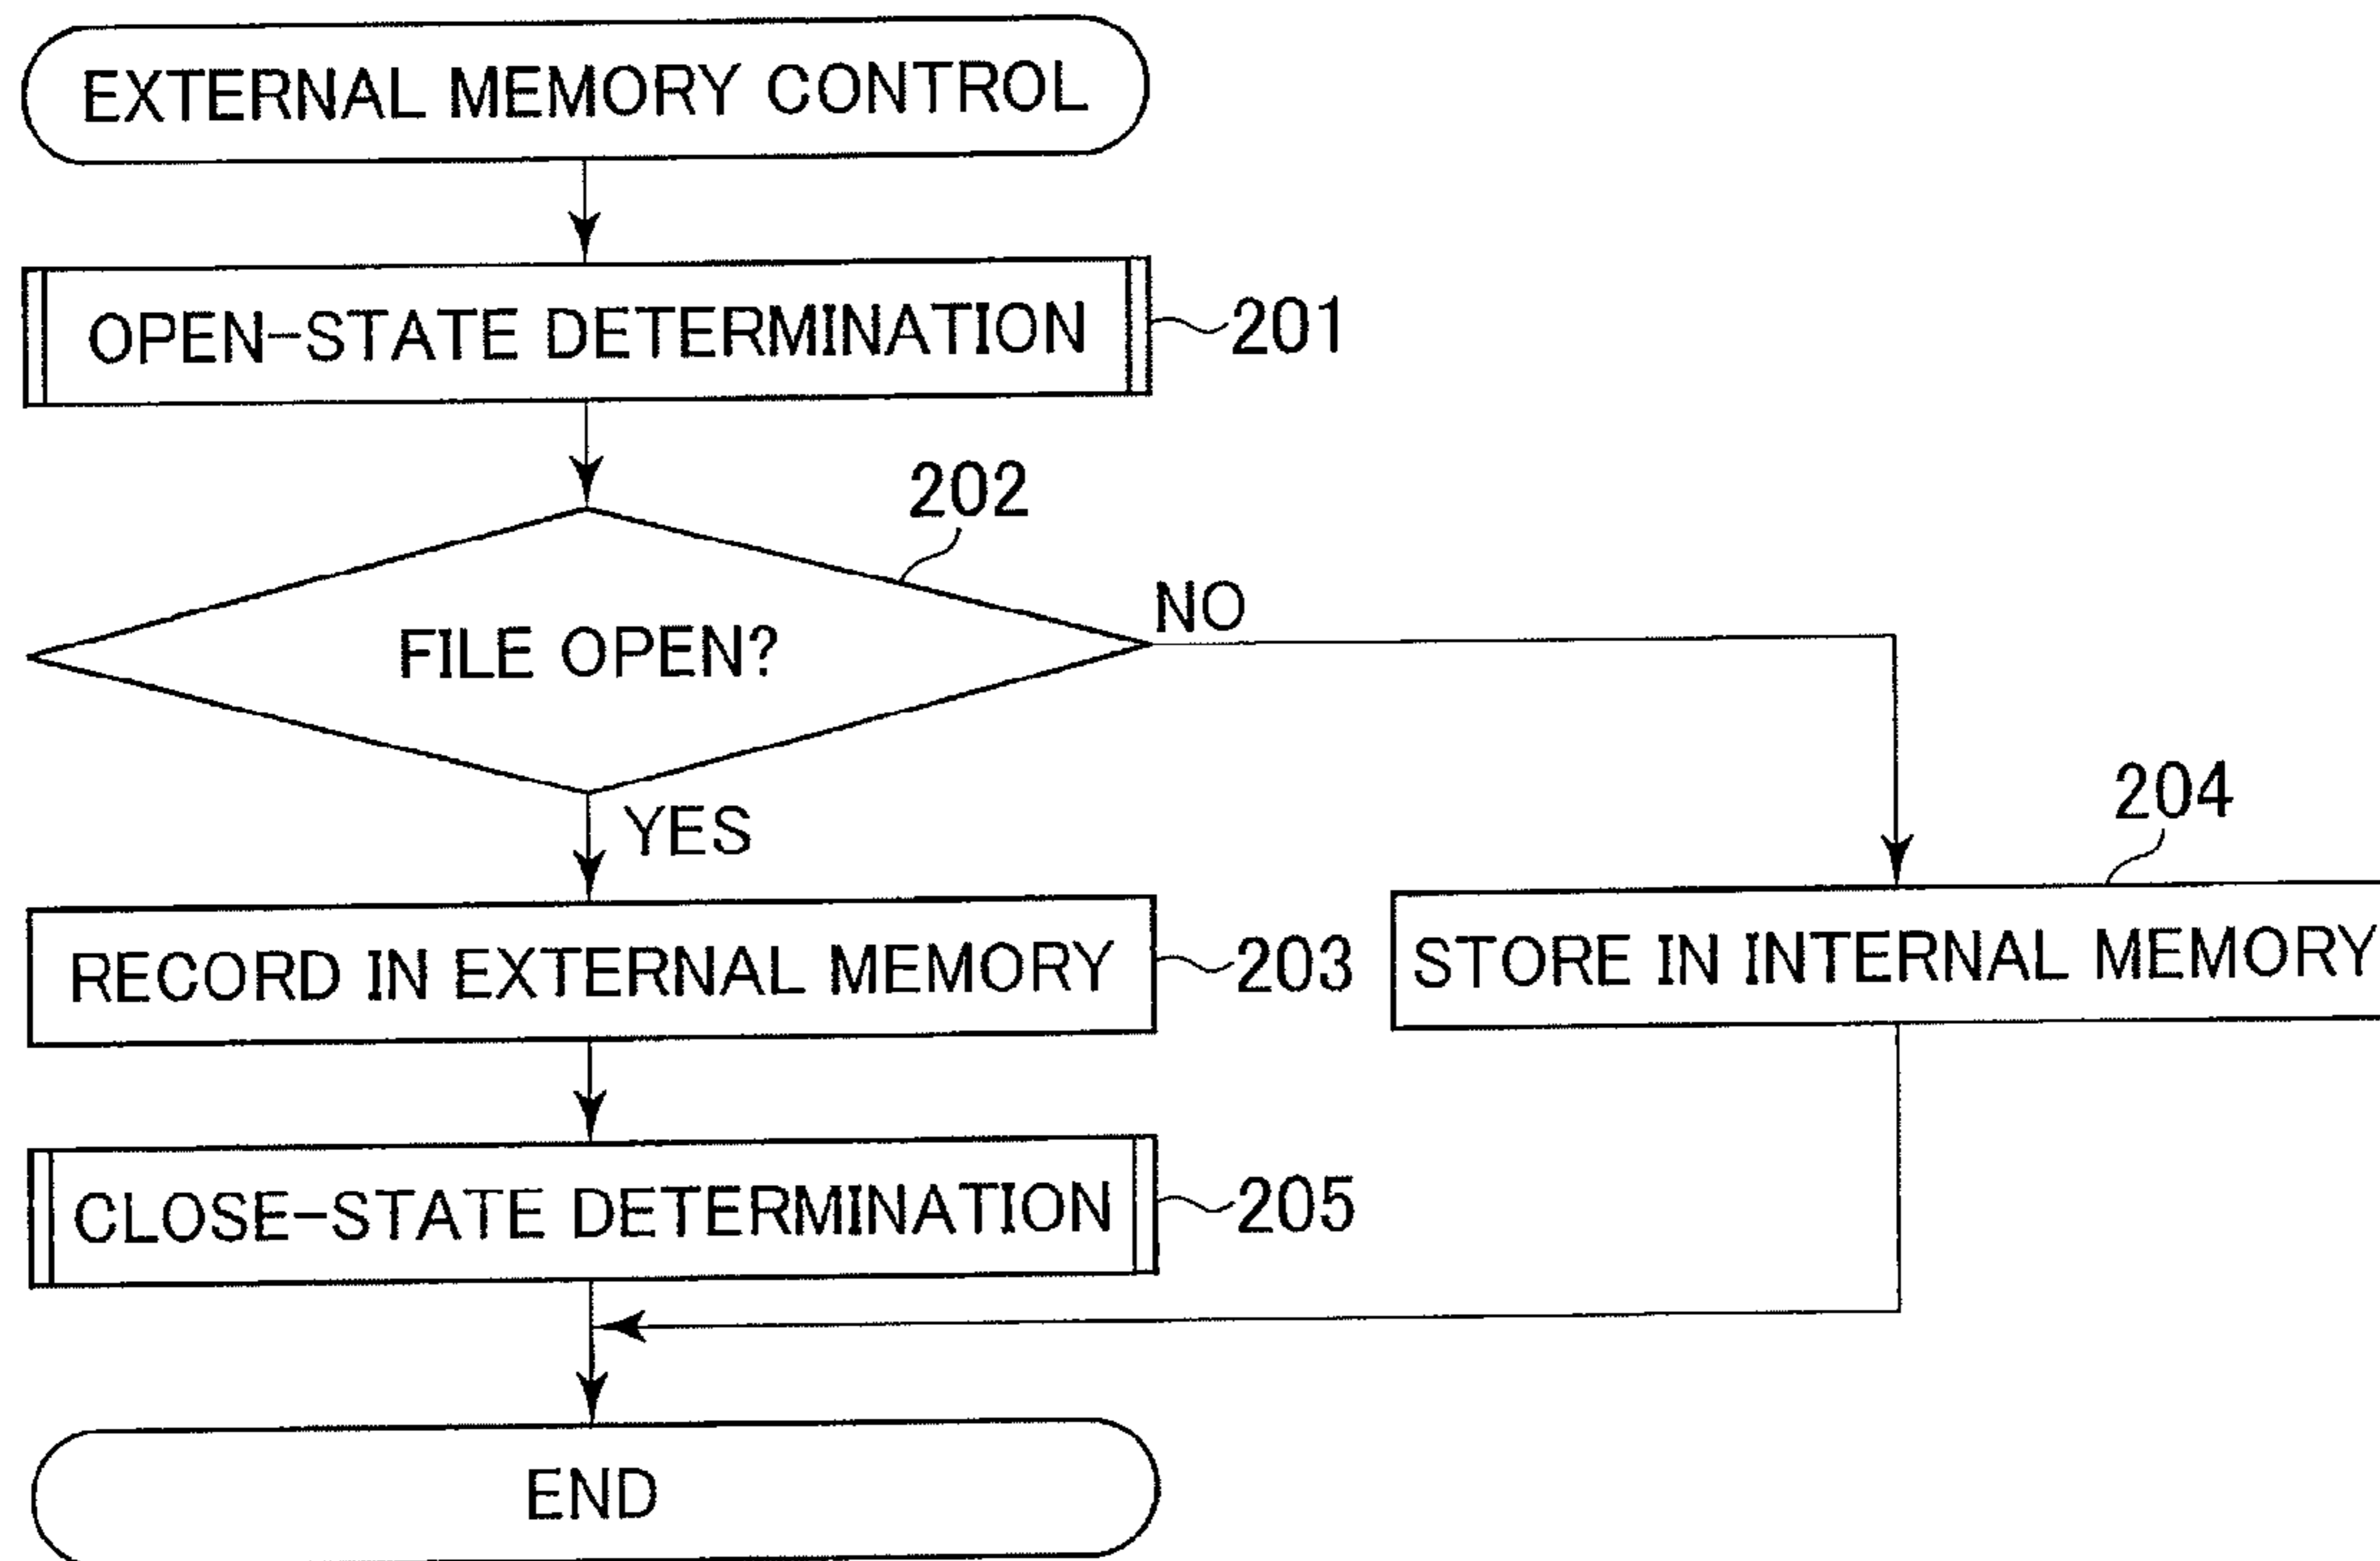 EXTERNAL MEMORY CONTROL
OPEN-STATE DETERMINATION
201
202
FILE OPEN?
NO
YES
204
RECORD IN EXTERNAL MEMORY
203
STORE IN INTERNAL MEMORY
CLOSE-STATE DETERMINATION
205
END